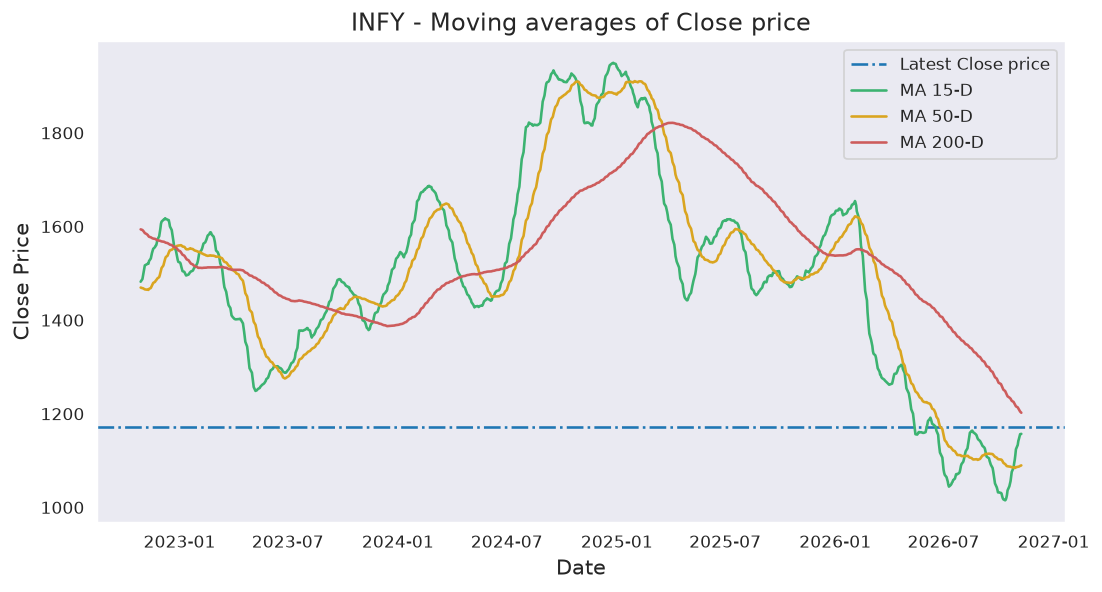 INFY - Moving averages of Close price
Latest Close price
MA 15-D
MA 50-D
MA 200-D
Close Price
1800
1600
1400
1200
1000
2023-01 2023-07 2024-01 2024-07 2025-01 2025-07 2026-01 2026-07 2027-01
Date